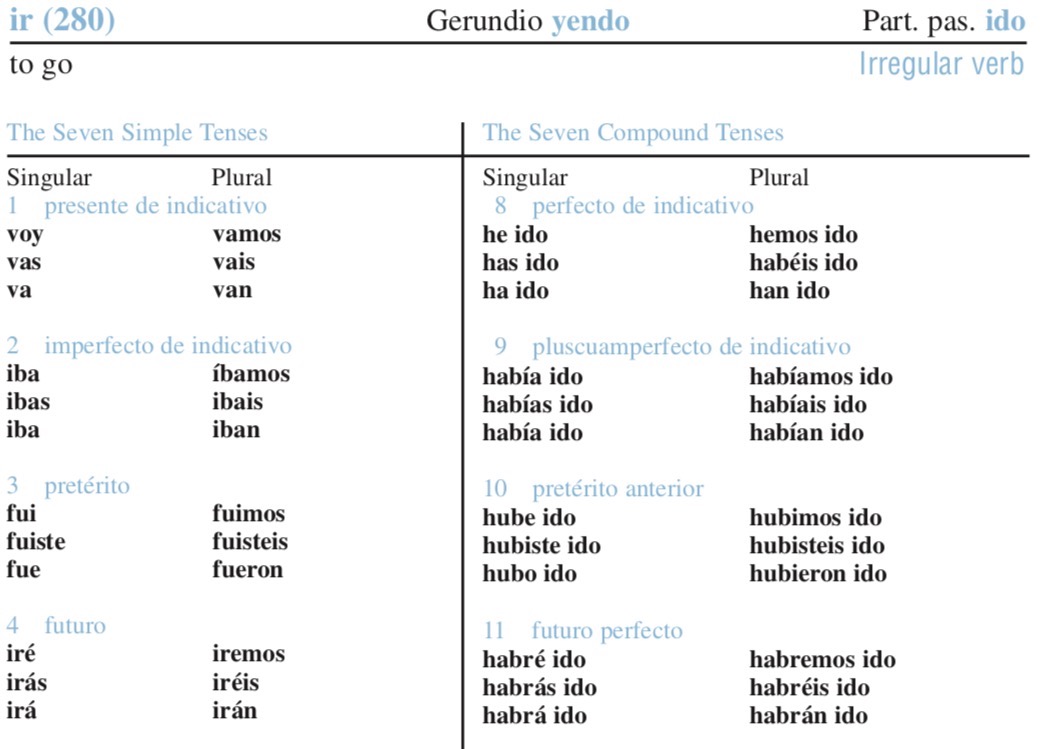 ir (280) Gerundio yendo Part. pas. ido
to go Irregular verb
The Seven Simple Tenses
Singular Plural
1 presente de indicativo
voy vamos
vas vais
va van
2 imperfecto de indicativo
iba íbamos
ibas ibais
iba iban
3 pretérito
fui fuimos
fuiste fuisteis
fue fueron
4 futuro
iré iremos
irás iréis
irá irán
The Seven Compound Tenses
Singular Plural
8 perfecto de indicativo
he ido hemos ido
has ido habéis ido
ha ido han ido
9 pluscuamperfecto de indicativo
había ido habíamos ido
habías ido habíais ido
había ido habían ido
10 pretérito anterior
hube ido hubimos ido
hubiste ido hubisteis ido
hubo ido hubieron ido
11 futuro perfecto
habré ido habremos ido
habrás ido habréis ido
habrá ido habrán ido